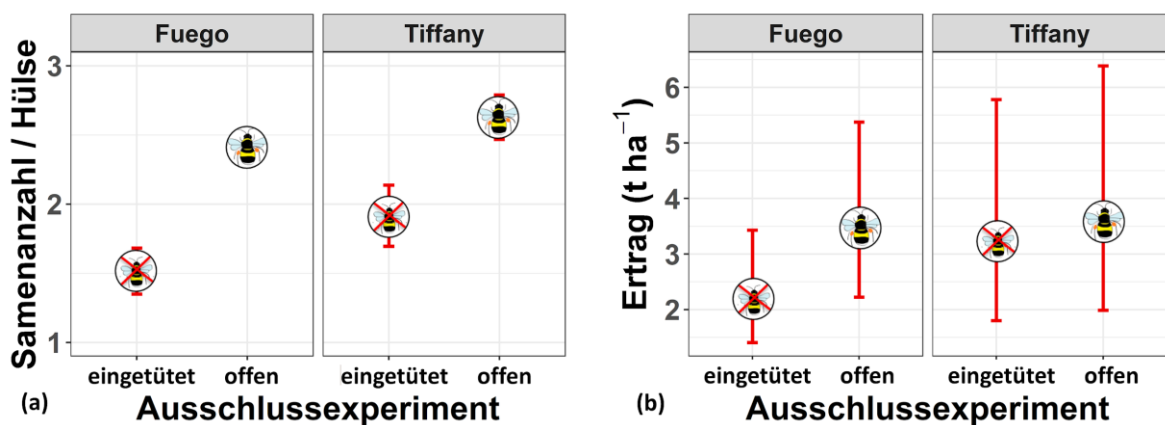 Samenanzahl / Hülse
Fuego
Tiffany
3
2
1
eingetütet
offen
eingetütet
offen
(a)
Ausschlussexperiment
Ertrag (t ha⁻¹)
Fuego
Tiffany
6
5
4
3
2
eingetütet
offen
eingetütet
offen
(b)
Ausschlussexperiment